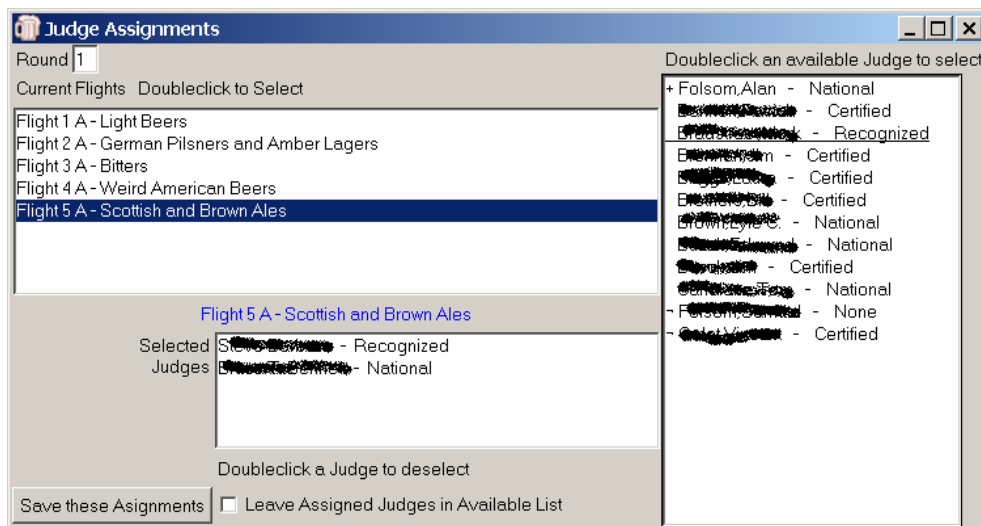 Judge Assignments
Round 1
Current Flights Doubleclick to Select
Flight 1 A - Light Beers
Flight 2 A - German Pilsners and Amber Lagers
Flight 3 A - Bitters
Flight 4 A - Weird American Beers
Flight 5 A - Scottish and Brown Ales
Flight 5 A - Scottish and Brown Ales
Selected
Judges
- Recognized
- National
Doubleclick a Judge to deselect
Save these Asignments
Leave Assigned Judges in Available List
Doubleclick an available Judge to select
+ Folsom,Alan - National
- Certified
- Recognized
- Certified
- Certified
- Certified
- National
- National
- Certified
- National
- None
- Certified